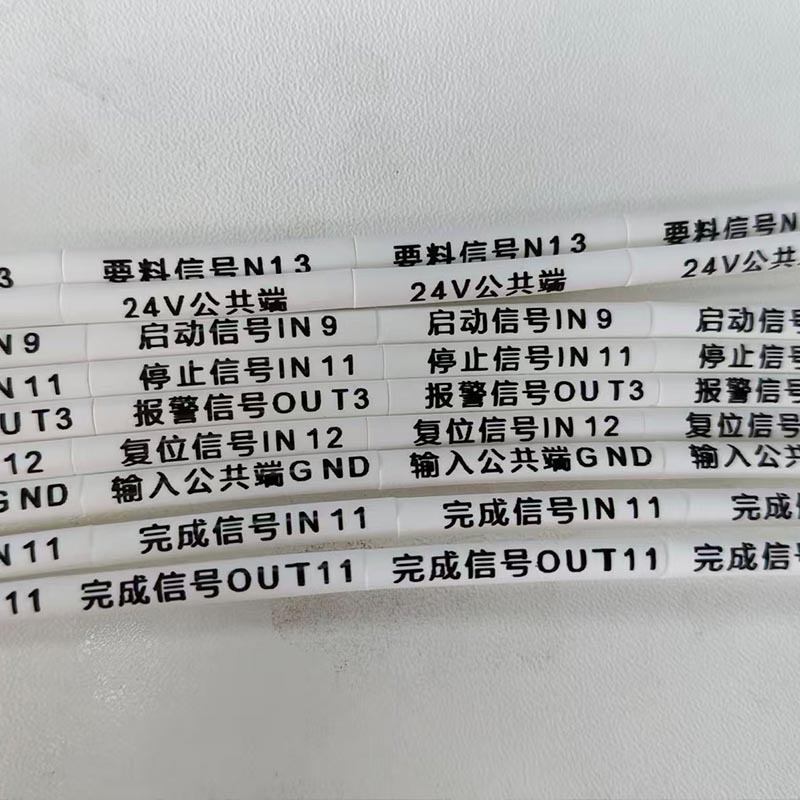 3 要料信号N13 要料信号N13 要料信号N
24V公共端 24V公共端 24V公共端
N9 启动信号IN9 启动信号IN9 启动信号
N11 停止信号IN11 停止信号IN11 停止信号
OUT3 报警信号OUT3 报警信号OUT3 报警信号
12 复位信号IN12 复位信号IN12 复位信号
GND 输入公共端GND 输入公共端GND 输入公共
N11 完成信号IN11 完成信号IN11 完成信
11 完成信号OUT11 完成信号OUT11 完成信号